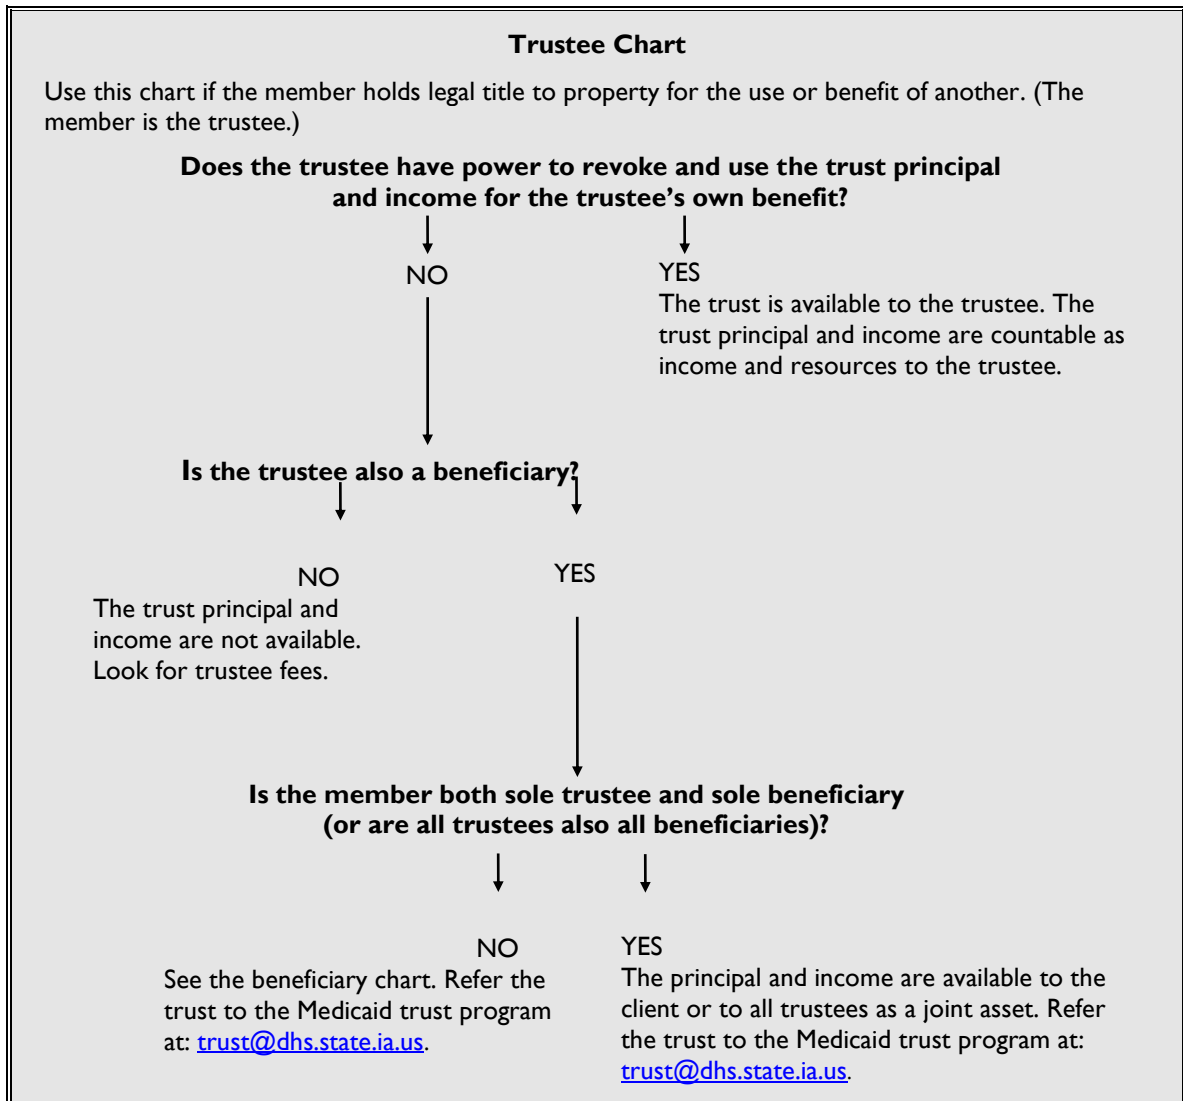 Trustee Chart
Use this chart if the member holds legal title to property for the use or benefit of another. (The
member is the trustee.)
Does the trustee have power to revoke and use the trust principal
and income for the trustee’s own benefit?
NO
YES
The trust is available to the trustee. The
trust principal and income are countable as
income and resources to the trustee.
Is the trustee also a beneficiary?
NO
The trust principal and
income are not available.
Look for trustee fees.
YES
Is the member both sole trustee and sole beneficiary
(or are all trustees also all beneficiaries)?
NO
See the beneficiary chart. Refer the
trust to the Medicaid trust program
at: trust@dhs.state.ia.us.
YES
The principal and income are available to the
client or to all trustees as a joint asset. Refer
the trust to the Medicaid trust program at:
trust@dhs.state.ia.us.